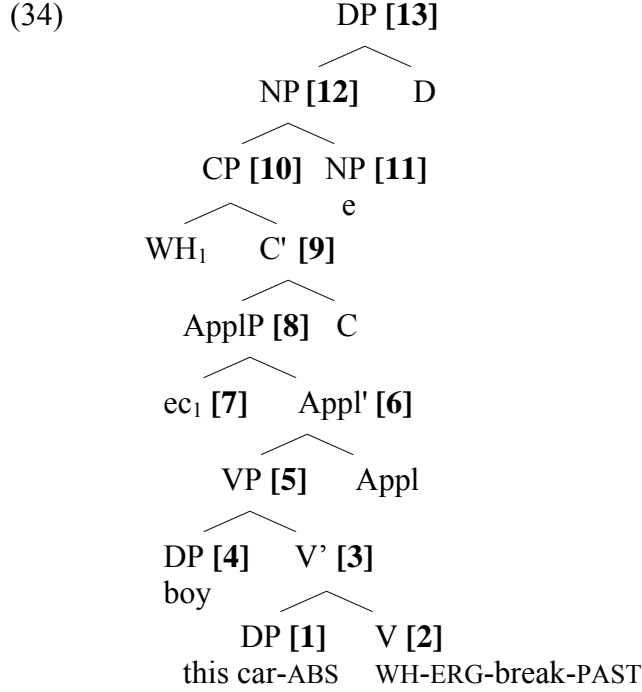 (34) DP [13]
NP [12] D
CP [10] NP [11]
e
WH₁ C' [9]
ApplP [8] C
ec₁ [7] Appl' [6]
VP [5] Appl
DP [4] V’ [3]
boy
DP [1] V [2]
this car-ABS WH-ERG-break-PAST